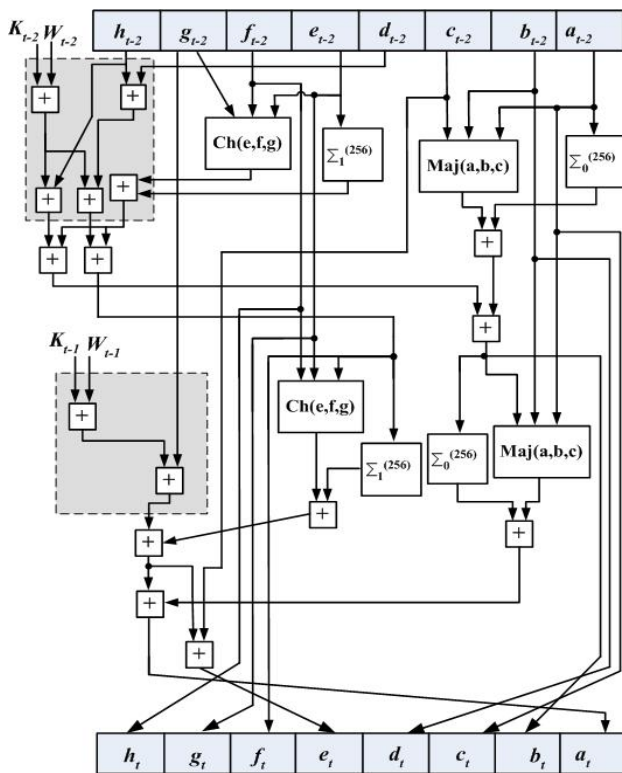 K_{t-2} W_{t-2} h_{t-2} g_{t-2} f_{t-2} e_{t-2} d_{t-2} c_{t-2} b_{t-2} a_{t-2}
+ +
Ch(e,f,g) Σ_1^{(256)} Maj(a,b,c) Σ_0^{(256)}
+ + +
+ + +
+
K_{t-1} W_{t-1}
Ch(e,f,g)
+
Σ_1^{(256)} Σ_0^{(256)} Maj(a,b,c)
+
+ +
+
+
+
h_t g_t f_t e_t d_t c_t b_t a_t